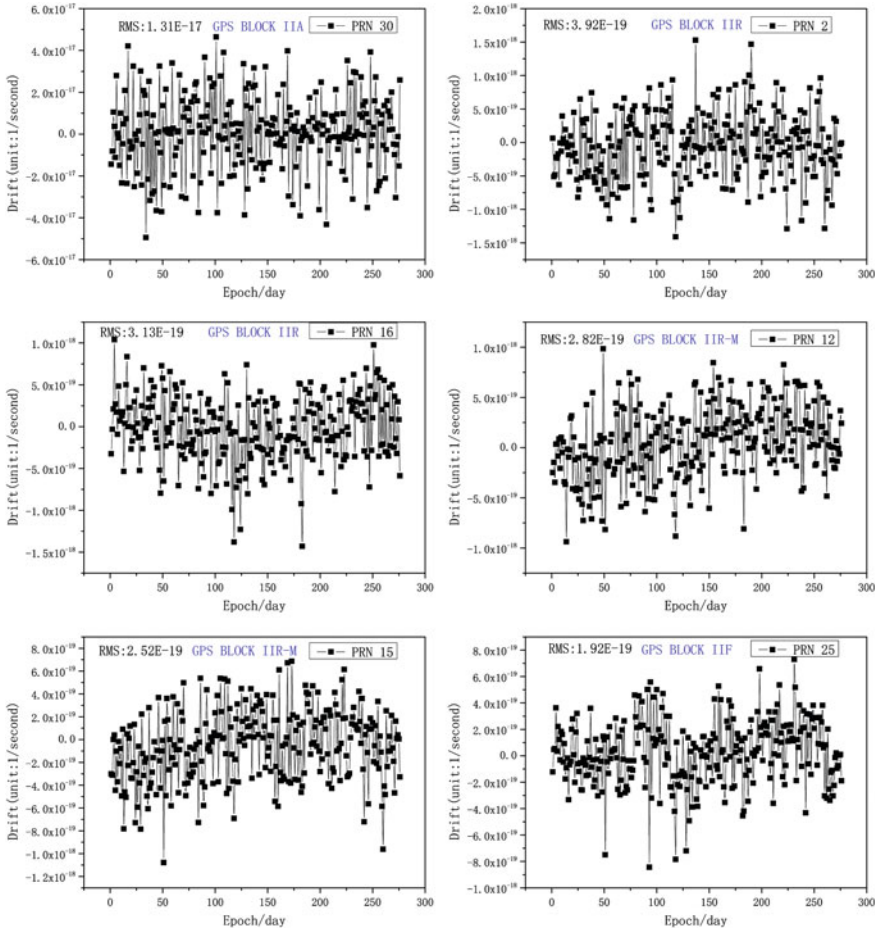 RMS:1.31E-17 GPS BLOCK IIA PRN 30
6.0x10⁻¹⁷
4.0x10⁻¹⁷
2.0x10⁻¹⁷
0.0
-2.0x10⁻¹⁷
-4.0x10⁻¹⁷
-6.0x10⁻¹⁷
Drift(unit:1/second)
0 50 100 150 200 250 300
Epoch/day
RMS:3.92E-19 GPS BLOCK IIR PRN 2
2.0x10⁻¹⁸
1.5x10⁻¹⁸
1.0x10⁻¹⁸
5.0x10⁻¹⁹
0.0
-5.0x10⁻¹⁹
-1.0x10⁻¹⁸
-1.5x10⁻¹⁸
Drift(unit:1/second)
0 50 100 150 200 250 300
Epoch/day
RMS:3.13E-19 GPS BLOCK IIR PRN 16
1.0x10⁻¹⁸
5.0x10⁻¹⁹
0.0
-5.0x10⁻¹⁹
-1.0x10⁻¹⁸
-1.5x10⁻¹⁸
Drift(unit:1/second)
0 50 100 150 200 250 300
Epoch/day
RMS:2.82E-19 GPS BLOCK IIR-M PRN 12
1.0x10⁻¹⁸
5.0x10⁻¹⁹
0.0
-5.0x10⁻¹⁹
-1.0x10⁻¹⁸
Drift(unit:1/second)
0 50 100 150 200 250 300
Epoch/day
RMS:2.52E-19 GPS BLOCK IIR-M PRN 15
8.0x10⁻¹⁹
6.0x10⁻¹⁹
4.0x10⁻¹⁹
2.0x10⁻¹⁹
0.0
-2.0x10⁻¹⁹
-4.0x10⁻¹⁹
-6.0x10⁻¹⁹
-8.0x10⁻¹⁹
-1.0x10⁻¹⁸
-1.2x10⁻¹⁸
Drift(unit:1/second)
0 50 100 150 200 250 300
Epoch/day
RMS:1.92E-19 GPS BLOCK IIF PRN 25
8.0x10⁻¹⁹
6.0x10⁻¹⁹
4.0x10⁻¹⁹
2.0x10⁻¹⁹
0.0
-2.0x10⁻¹⁹
-4.0x10⁻¹⁹
-6.0x10⁻¹⁹
-8.0x10⁻¹⁹
-1.0x10⁻¹⁸
Drift(unit:1/second)
0 50 100 150 200 250 300
Epoch/day